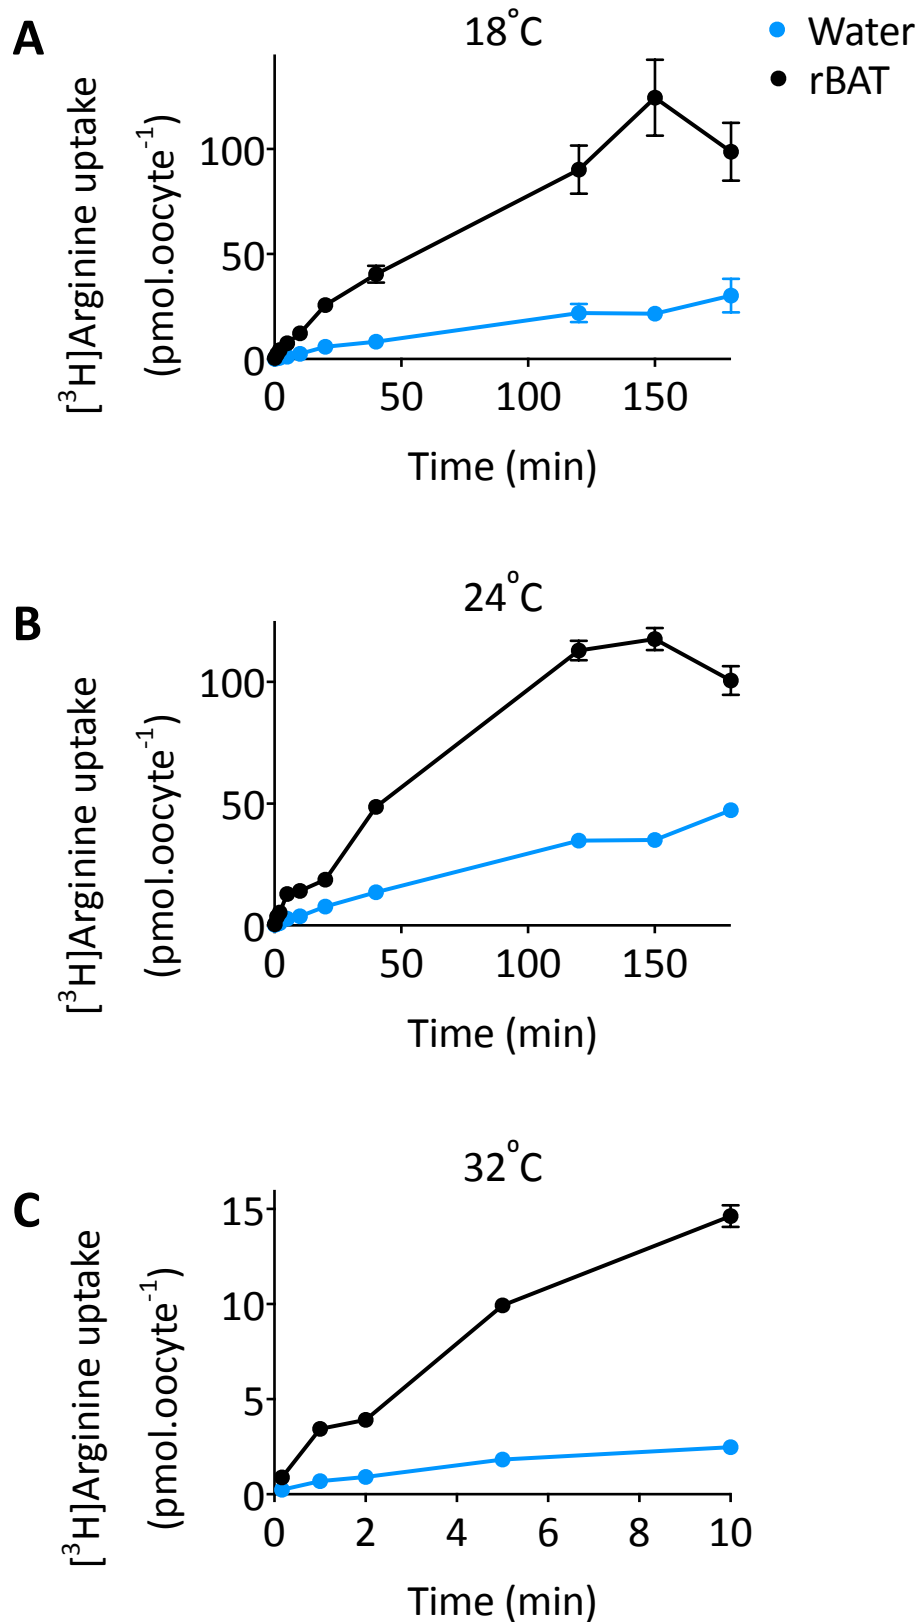 A
18°C
Water
rBAT
[³H]Arginine uptake
(pmol.oocyte⁻¹)
100
50
0
0 50 100 150
Time (min)
B
24°C
[³H]Arginine uptake
(pmol.oocyte⁻¹)
100
50
0
0 50 100 150
Time (min)
C
32°C
[³H]Arginine uptake
(pmol.oocyte⁻¹)
15
10
5
0
0 2 4 6 8 10
Time (min)